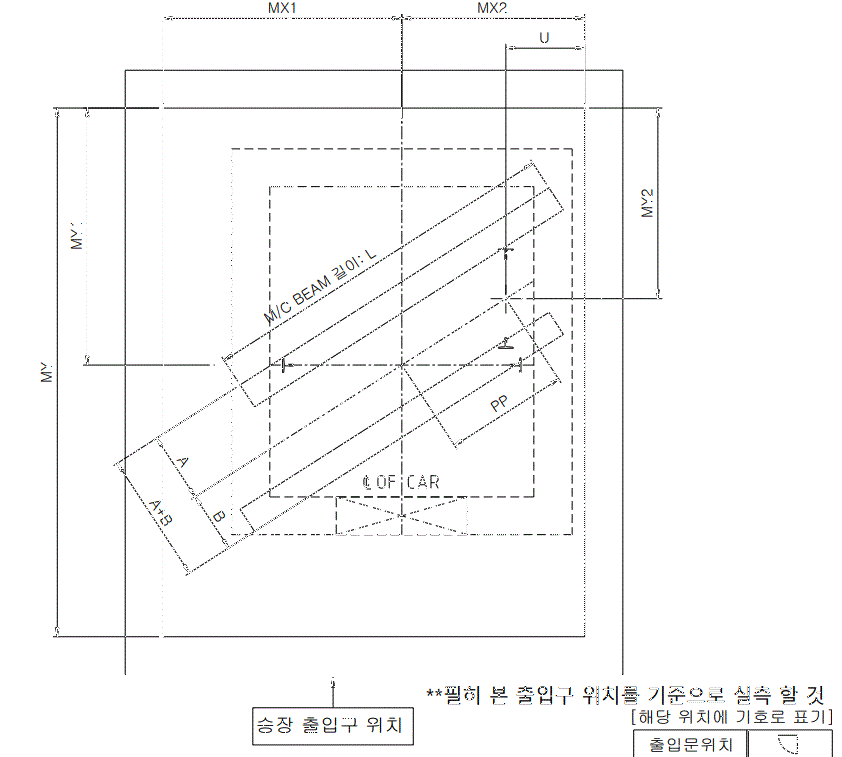 MX1
MX2
U
MY1
MY2
MY
M/C BEAM 길이: L
PP
A
B
A+B
℄ OF CAR
**필히 본 출입구 위치를 기준으로 실측 할 것
[해당 위치에 기호로 표기]
승장 출입구 위치
출입문위치